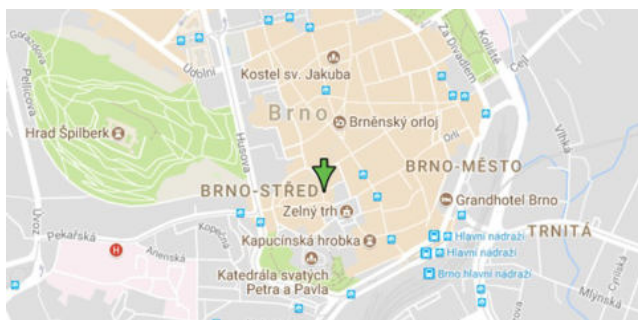 Gorazdova
Údolní
Kostel sv. Jakuba
Za Divadlem
Koliště
Cejl
Pellicova
Brno
Brněnský orloj
Hrad Špilberk
Husova
Orlí
Vlhká
BRNO-STŘED
BRNO-MĚSTO
Grandhotel Brno
Zelný trh
Úvoz
Pekařská
Kopečná
Kapucínská hrobka
Hlavní nádraží
TRNITÁ
H
Anenská
Hlavní nádraží
Katedrála svatých
Petra a Pavla
Brno hlavní nádraží
Cyrilská
Mlýnská